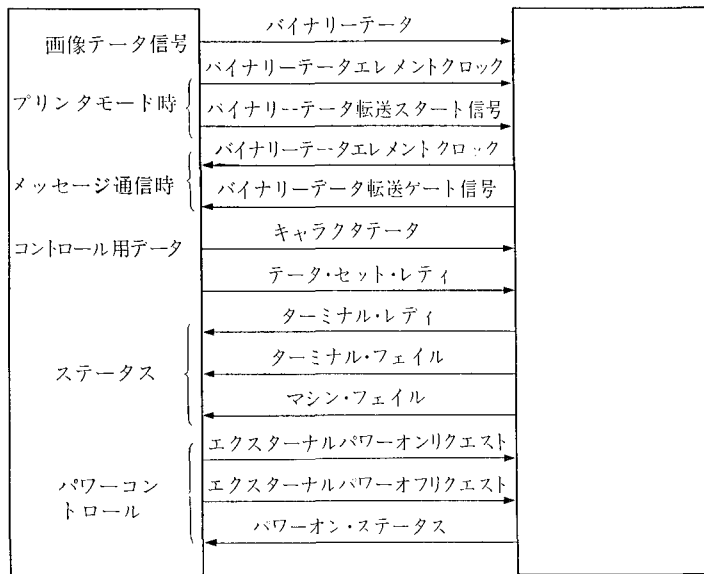 バイナリーデータ
画像データ信号
バイナリーデータエレメントクロック
プリンタモード時
バイナリーデータ転送スタート信号
バイナリーデータエレメントクロック
メッセージ通信時
バイナリーデータ転送ゲート信号
キャラクタデータ
コントロール用データ
データ・セット・レディ
ターミナル・レディ
ターミナル・フェイル
ステータス
マシン・フェイル
エクスターナルパワーオンリクエスト
エクスターナルパワーオフリクエスト
パワーコン
トロール
パワーオン・ステータス